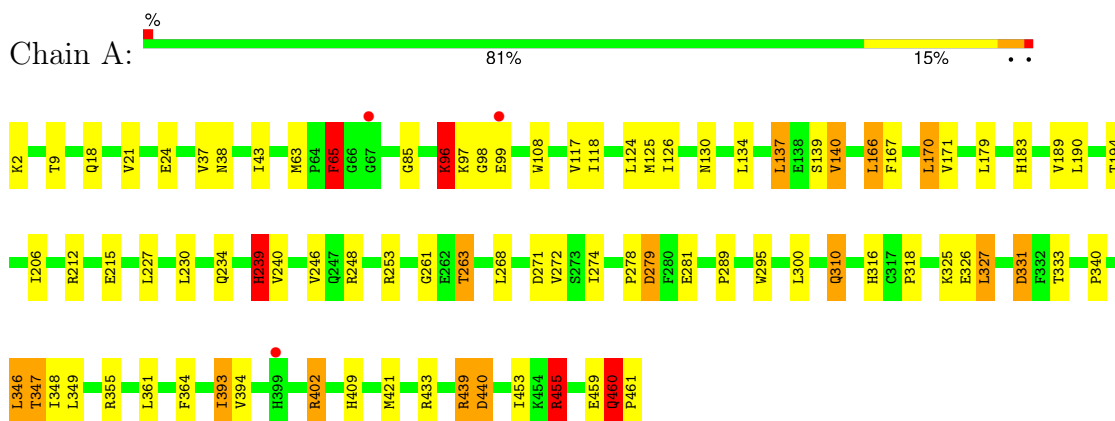 %
Chain A:
81% 15% • •
K2 T9 Q18 V21 E24 V37 N38 I43 M63 P64 F65 G66 G67 G85 K96 K97 G98 E99 W108 V117 I118 L124 M125 I126 N130 L134 L137 E138 S139 V140 L166 F167 L170 V171 L179 H183 V189 L190 T194
I206 R212 E215 L227 L230 Q234 H239 V240 V246 Q247 R248 R253 G261 E262 T263 L268 D271 V272 S273 I274 P278 D279 F280 E281 P289 W295 L300 Q310 H316 C317 P318 K325 E326 L327 D331 F332 T333 P340
L346 T347 I348 L349 R355 L361 F364 I393 V394 H399 R402 H409 M421 R433 R439 D440 I453 K454 R455 E459 Q460 P461